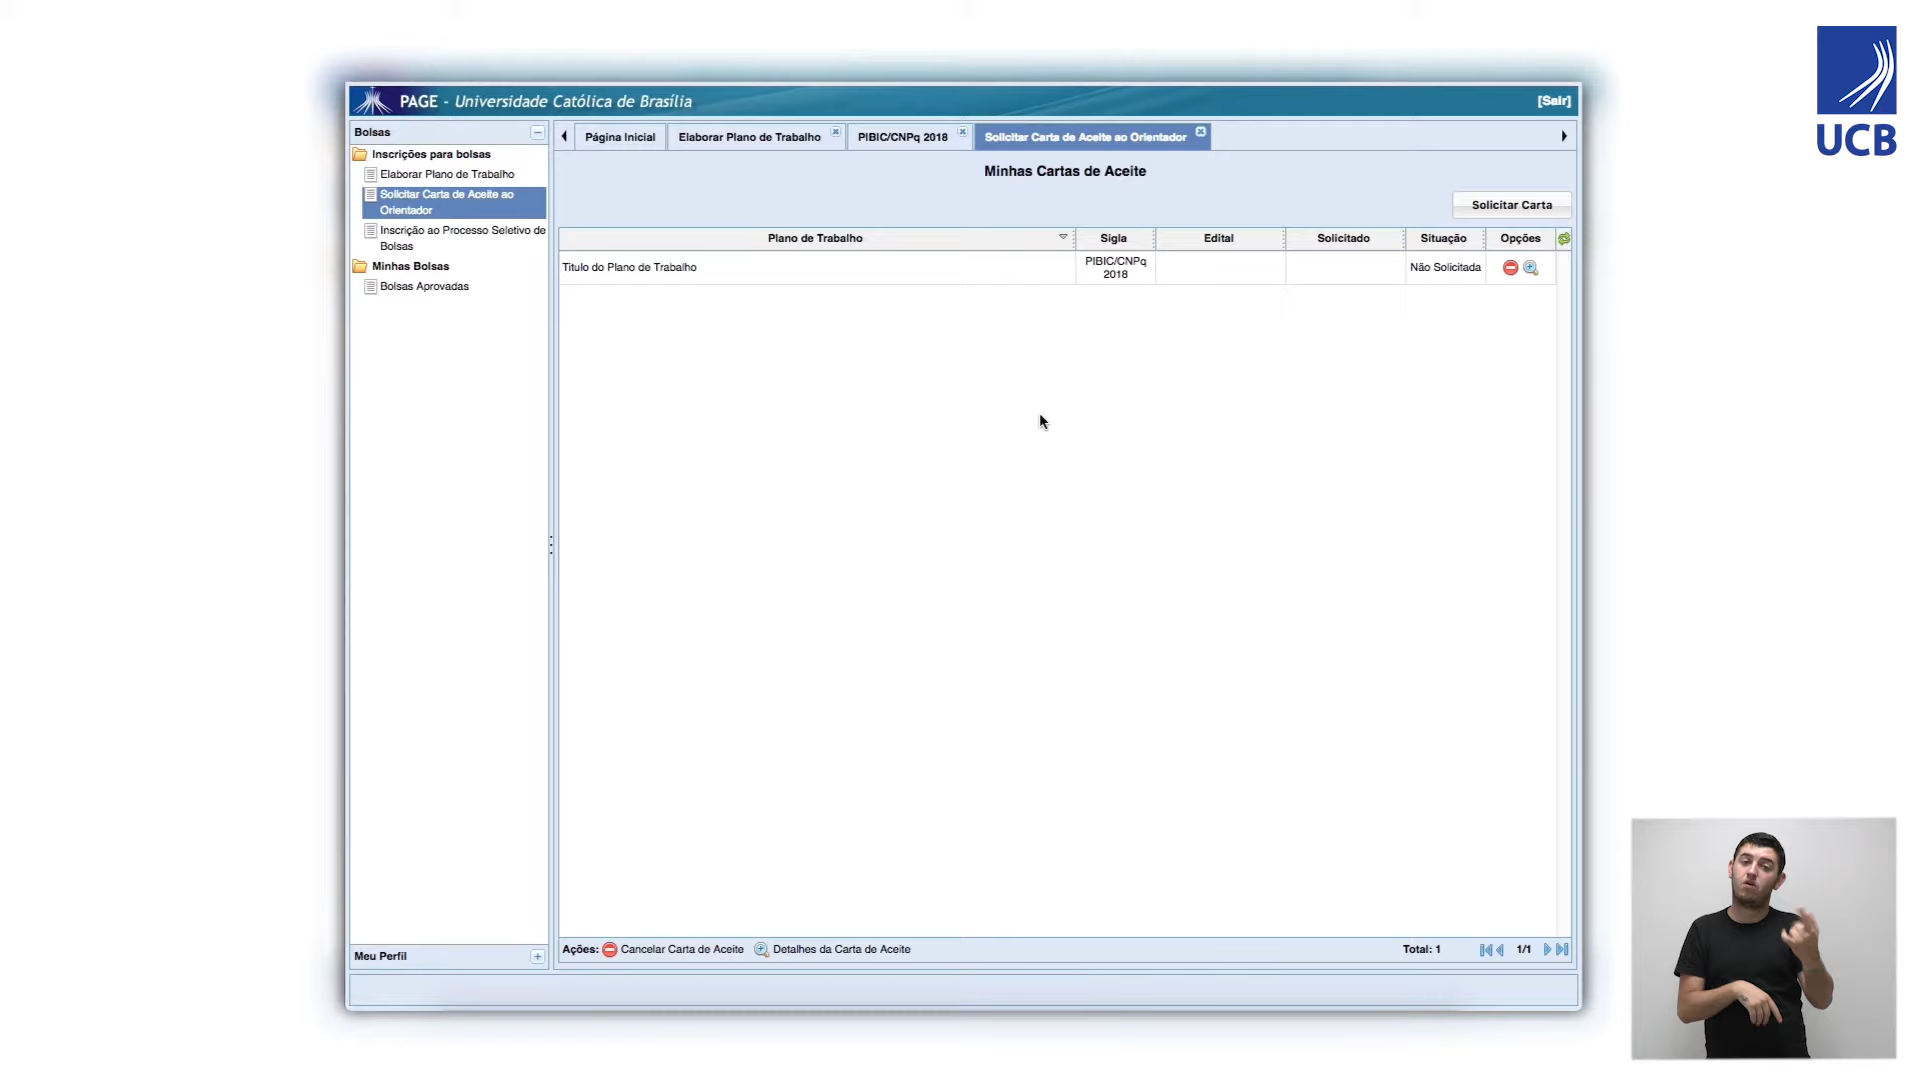 UCB
PAGE - Universidade Católica de Brasília
[Sair]
Bolsas
Inscrições para bolsas
Elaborar Plano de Trabalho
Solicitar Carta de Aceite ao
Orientador
Inscrição ao Processo Seletivo de
Bolsas
Minhas Bolsas
Bolsas Aprovadas
Meu Perfil
Página Inicial
Elaborar Plano de Trabalho
PIBIC/CNPq 2018
Solicitar Carta de Aceite ao Orientador
Minhas Cartas de Aceite
Solicitar Carta
Plano de Trabalho
Sigla
Edital
Solicitado
Situação
Opções
Titulo do Plano de Trabalho
PIBIC/CNPq
2018
Não Solicitada
Ações: Cancelar Carta de Aceite Detalhes da Carta de Aceite
Total: 1
1/1